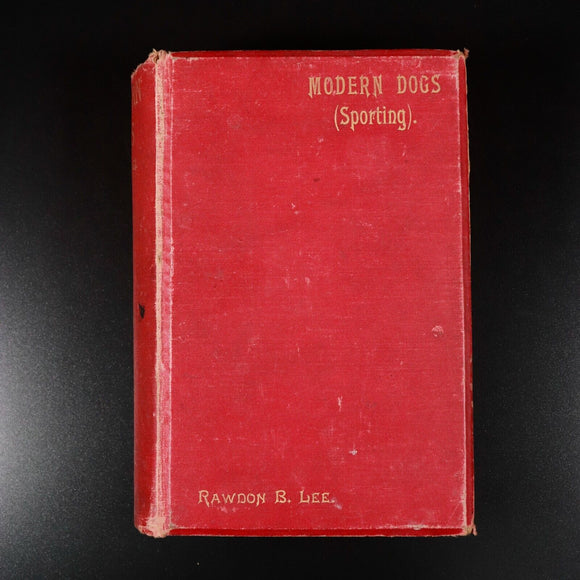 MODERN DOGS
(Sporting).
RAWDON B. LEE.